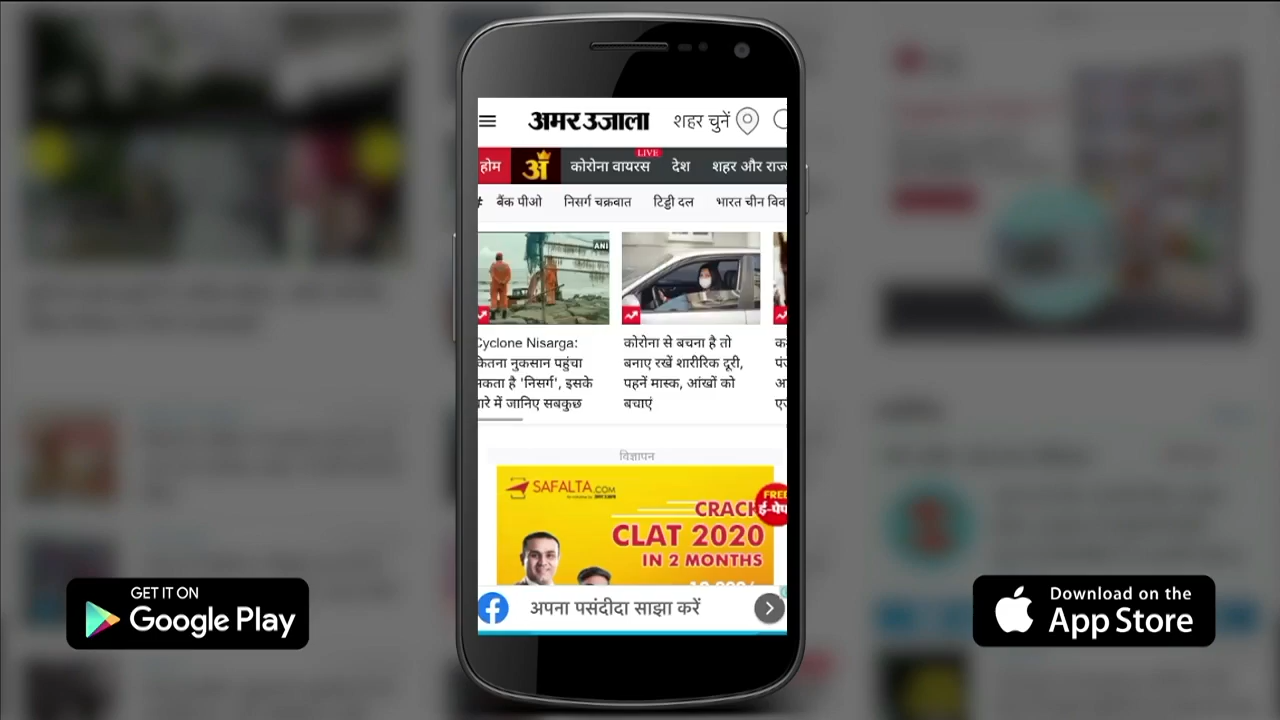 अमर उजाला
शहर चुनें
होम
अ
कोरोना वायरस
LIVE
देश
शहर और राज्
# बैंक पीओ
निसर्ग चक्रवात
टिड्डी दल
भारत चीन विवा
ANI
Cyclone Nisarga:
कितना नुकसान पहुंचा
सकता है 'निसर्ग', इसके
बारे में जानिए सबकुछ
कोरोना से बचना है तो
बनाए रखें शारीरिक दूरी,
पहनें मास्क, आंखों को
बचाएं
विज्ञापन
SAFALTA.COM
CRACK
CLAT 2020
IN 2 MONTHS
FREE
ई-पेप
अपना पसंदीदा साझा करें
GET IT ON
Google Play
Download on the
App Store